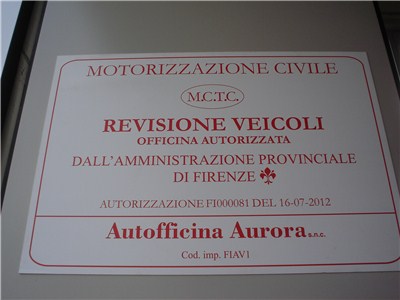 MOTORIZZAZIONE CIVILE
M.C.T.C.
REVISIONE VEICOLI
OFFICINA AUTORIZZATA
DALL'AMMINISTRAZIONE PROVINCIALE
DI FIRENZE
AUTORIZZAZIONE FI000081 DEL 16-07-2012
Autofficina Aurora s.n.c.
Cod. imp. FIAV1